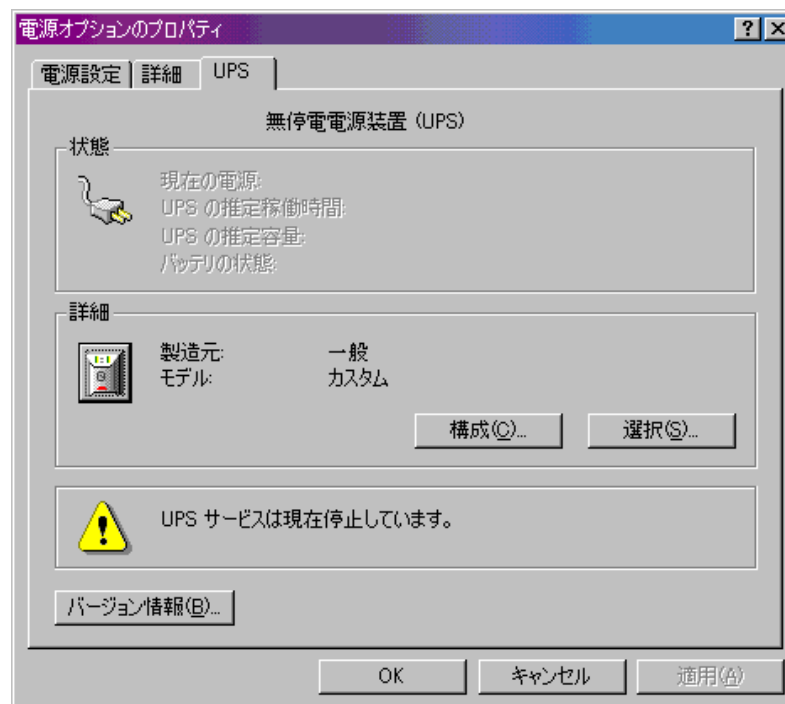 電源オプションのプロパティ
電源設定 詳細 UPS
無停電電源装置 (UPS)
状態
現在の電源:
UPS の推定稼働時間:
UPS の推定容量:
バッテリの状態:
詳細
製造元: 一般
モデル: カスタム
構成(C)... 選択(S)...
UPS サービスは現在停止しています。
バージョン情報(B)...
OK キャンセル 適用(A)